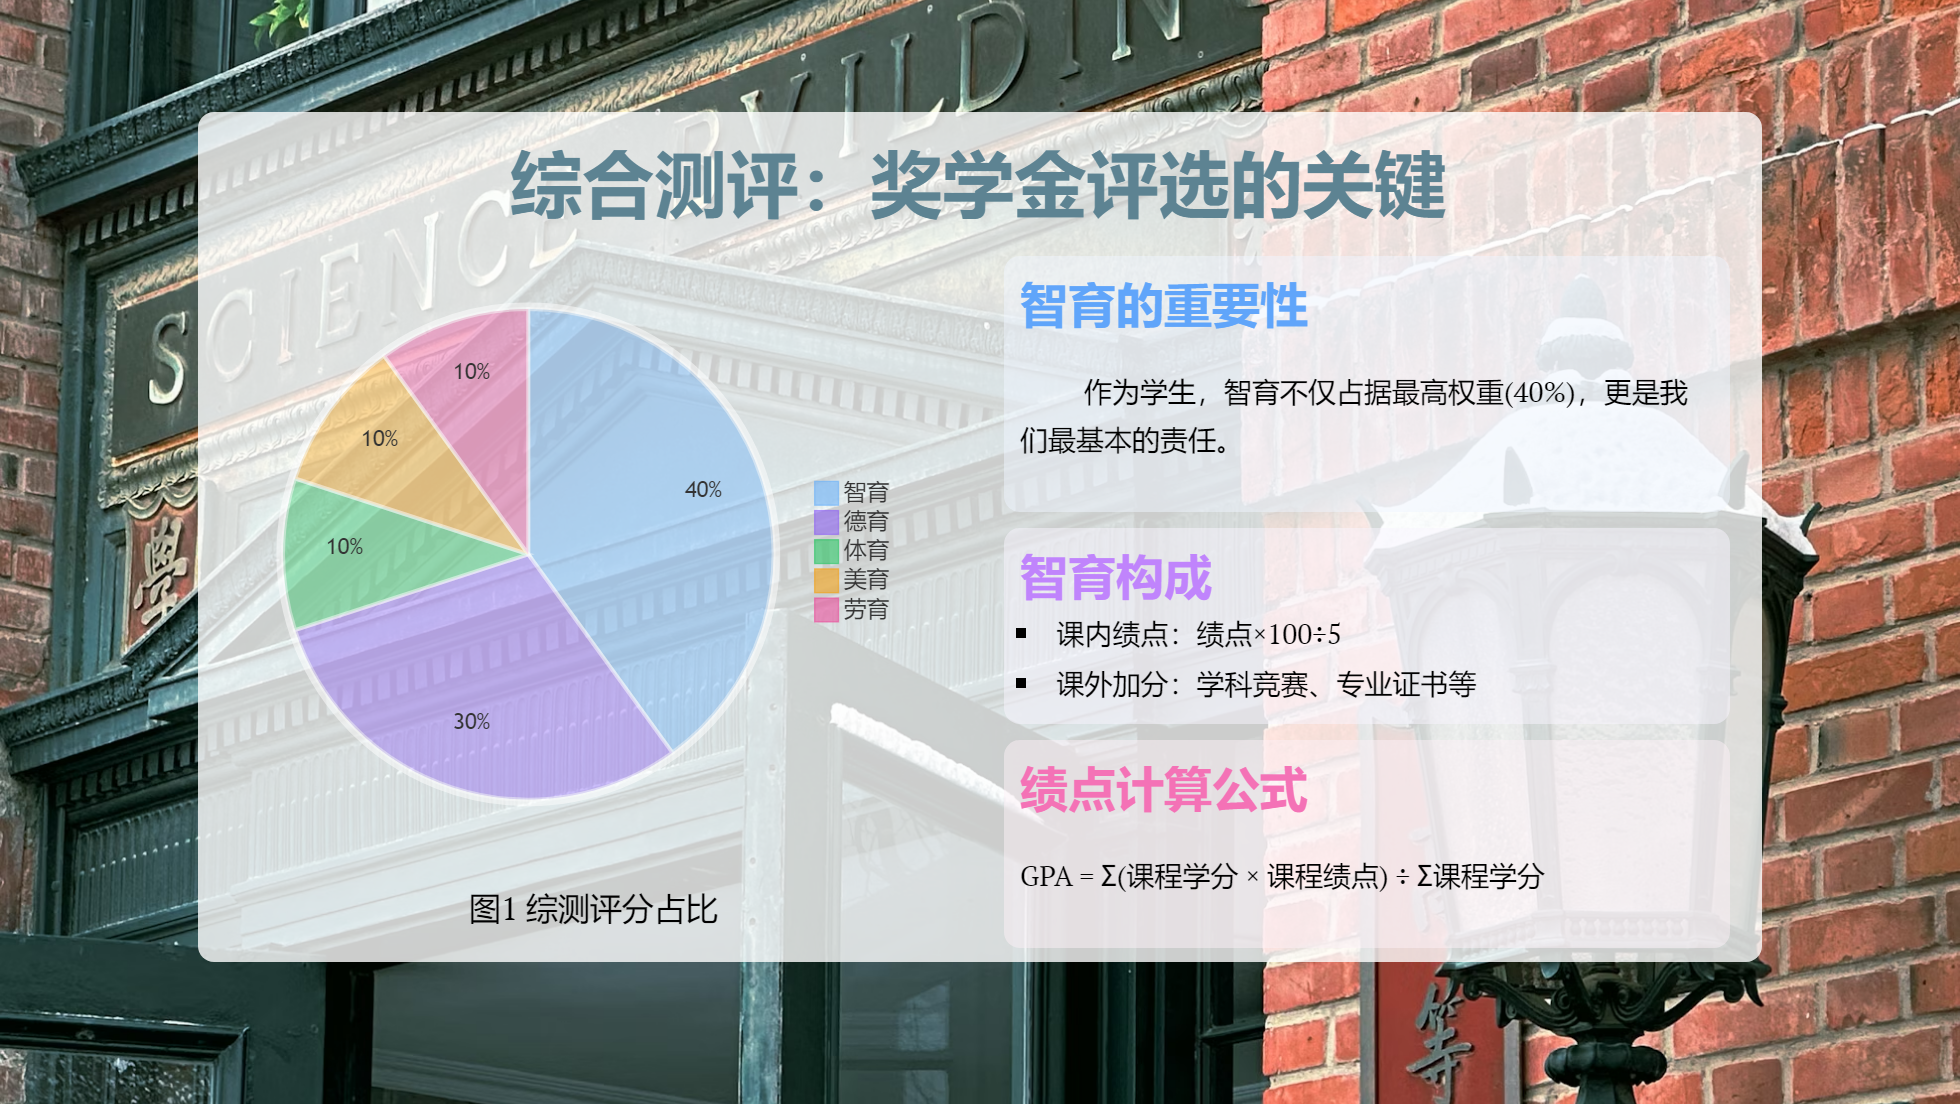 SCIENCE BVILDIN
學
综合测评：奖学金评选的关键
10%
10%
10%
40%
30%
智育
德育
体育
美育
劳育
图1 综测评分占比
智育的重要性
作为学生，智育不仅占据最高权重(40%)，更是我
们最基本的责任。
智育构成
▪ 课内绩点：绩点×100÷5
▪ 课外加分：学科竞赛、专业证书等
绩点计算公式
GPA = Σ(课程学分 × 课程绩点) ÷ Σ课程学分
等